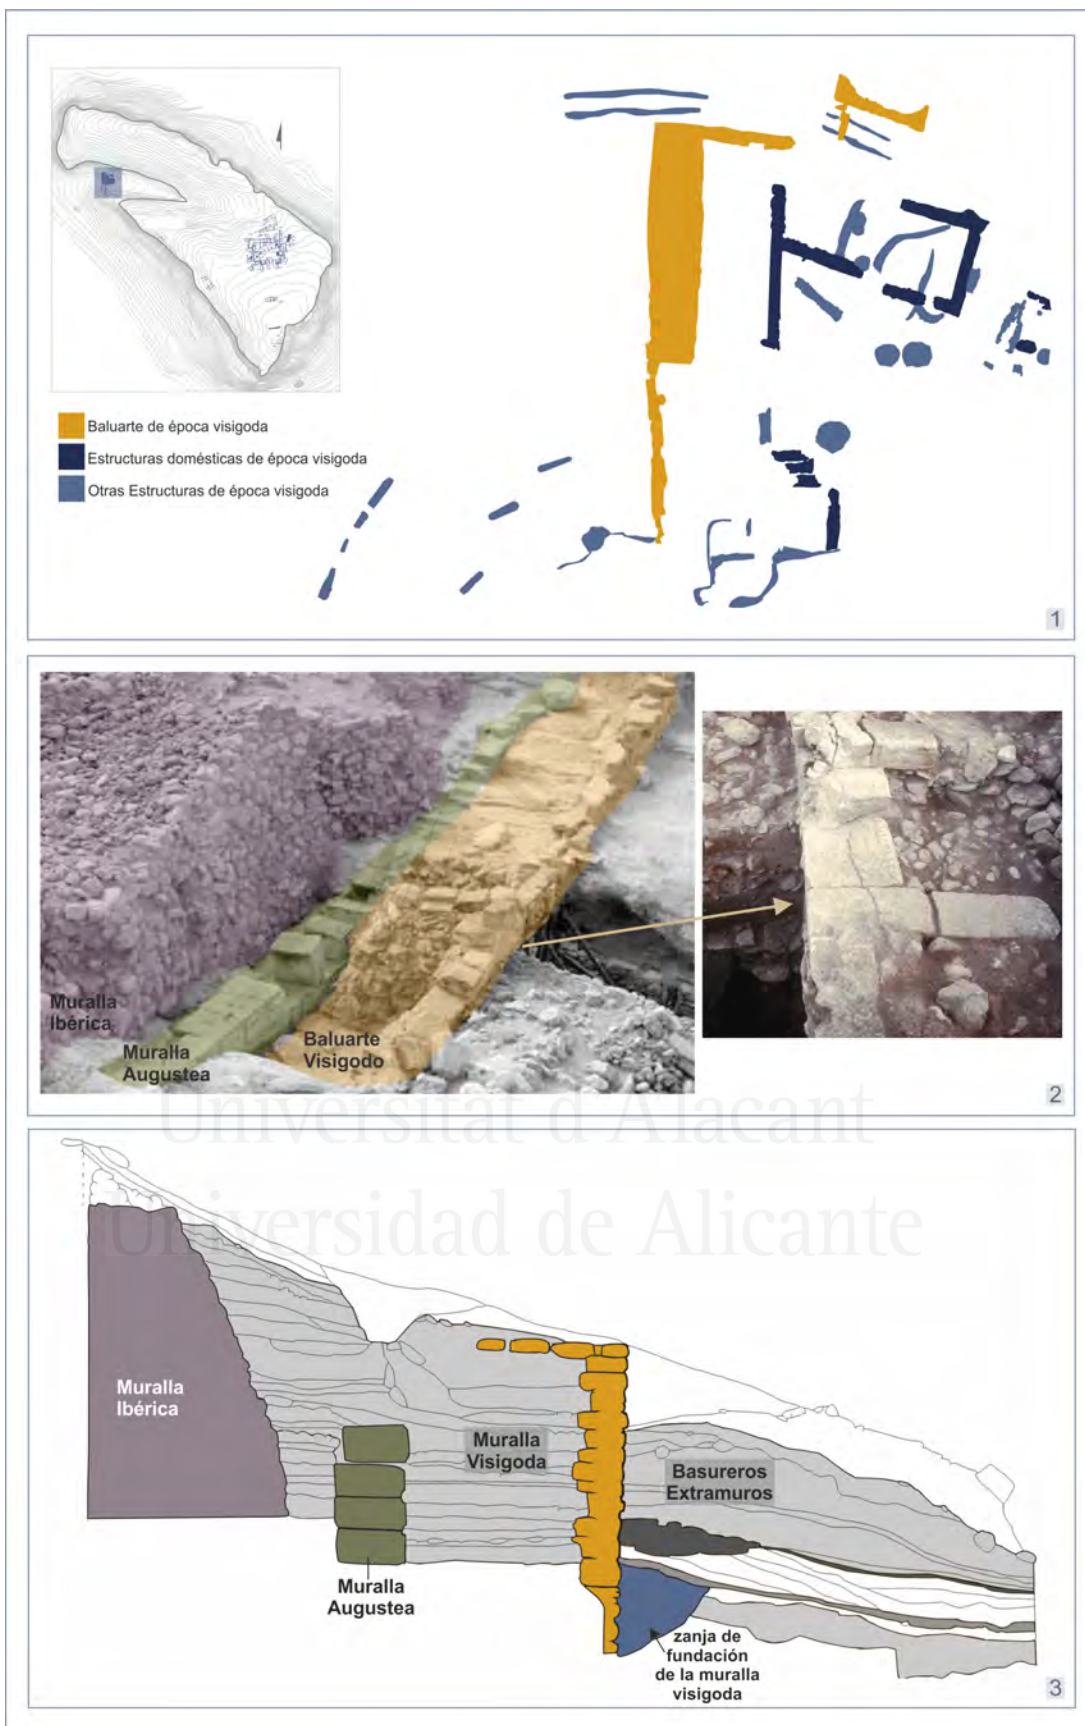 Baluarte de época visigoda
Estructuras domésticas de época visigoda
Otras Estructuras de época visigoda
1
Muralla
Ibérica
Muralla
Augustea
Baluarte
Visigodo
2
Universitat d'Alacant
Universidad de Alicante
Muralla
Ibérica
Muralla
Visigoda
Basureros
Extramuros
Muralla
Augustea
zanja de
fundación
de la muralla
visigoda
3